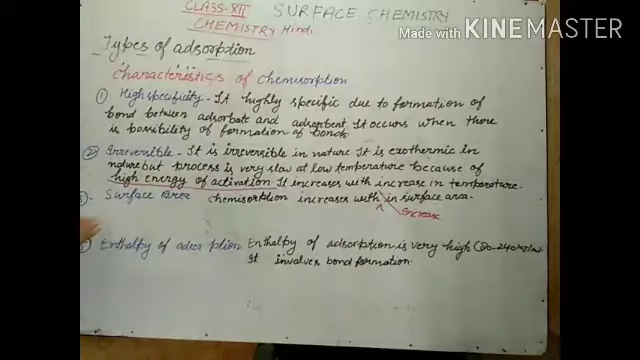 CLASS-XII SURFACE CHEMISTRY
CHEMISTRY Hindi
Made with KINEMASTER
Types of adsorption
Characteristics of chemisorption
① High specificity - It highly specific due to formation of
bond between adsorbate and adsorbent. It occurs when there
is possibility of formation of bonds.
② Irreversible - It is irreversible in nature It is exothermic in
nature but process is very slow at low temperature because of
high energy of activation It increases with increase in temperature.
Surface Area chemisorption increases with in surface area.
^ Increase
Enthalpy of adsorption Enthalpy of adsorption is very high
It involves bond formation.